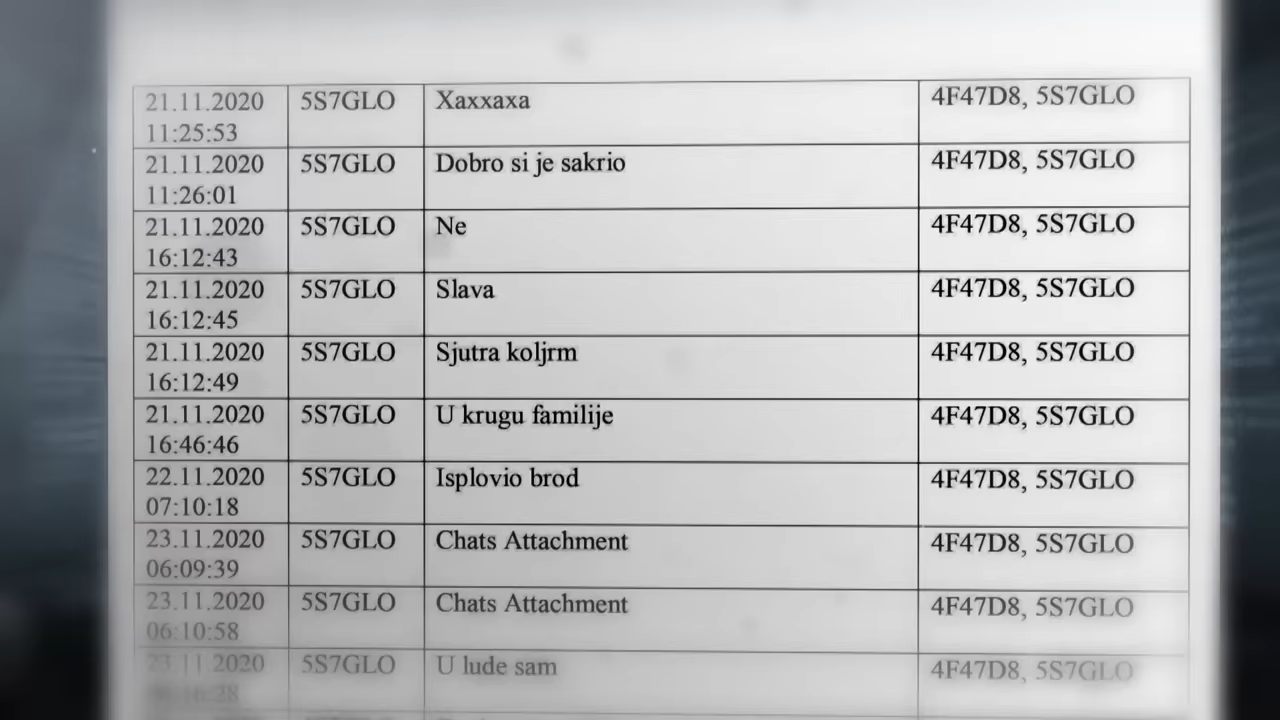 21.11.2020 5S7GLO Xaxxaxa 4F47D8, 5S7GLO
11:25:53
21.11.2020 5S7GLO Dobro si je sakrio 4F47D8, 5S7GLO
11:26:01
21.11.2020 5S7GLO Ne 4F47D8, 5S7GLO
16:12:43
21.11.2020 5S7GLO Slava 4F47D8, 5S7GLO
16:12:45
21.11.2020 5S7GLO Sjutra koljrm 4F47D8, 5S7GLO
16:12:49
21.11.2020 5S7GLO U krugu familije 4F47D8, 5S7GLO
16:46:46
22.11.2020 5S7GLO Isplovio brod 4F47D8, 5S7GLO
07:10:18
23.11.2020 5S7GLO Chats Attachment 4F47D8, 5S7GLO
06:09:39
23.11.2020 5S7GLO Chats Attachment 4F47D8, 5S7GLO
06:10:58
23.11.2020 5S7GLO U lude sam 4F47D8, 5S7GLO